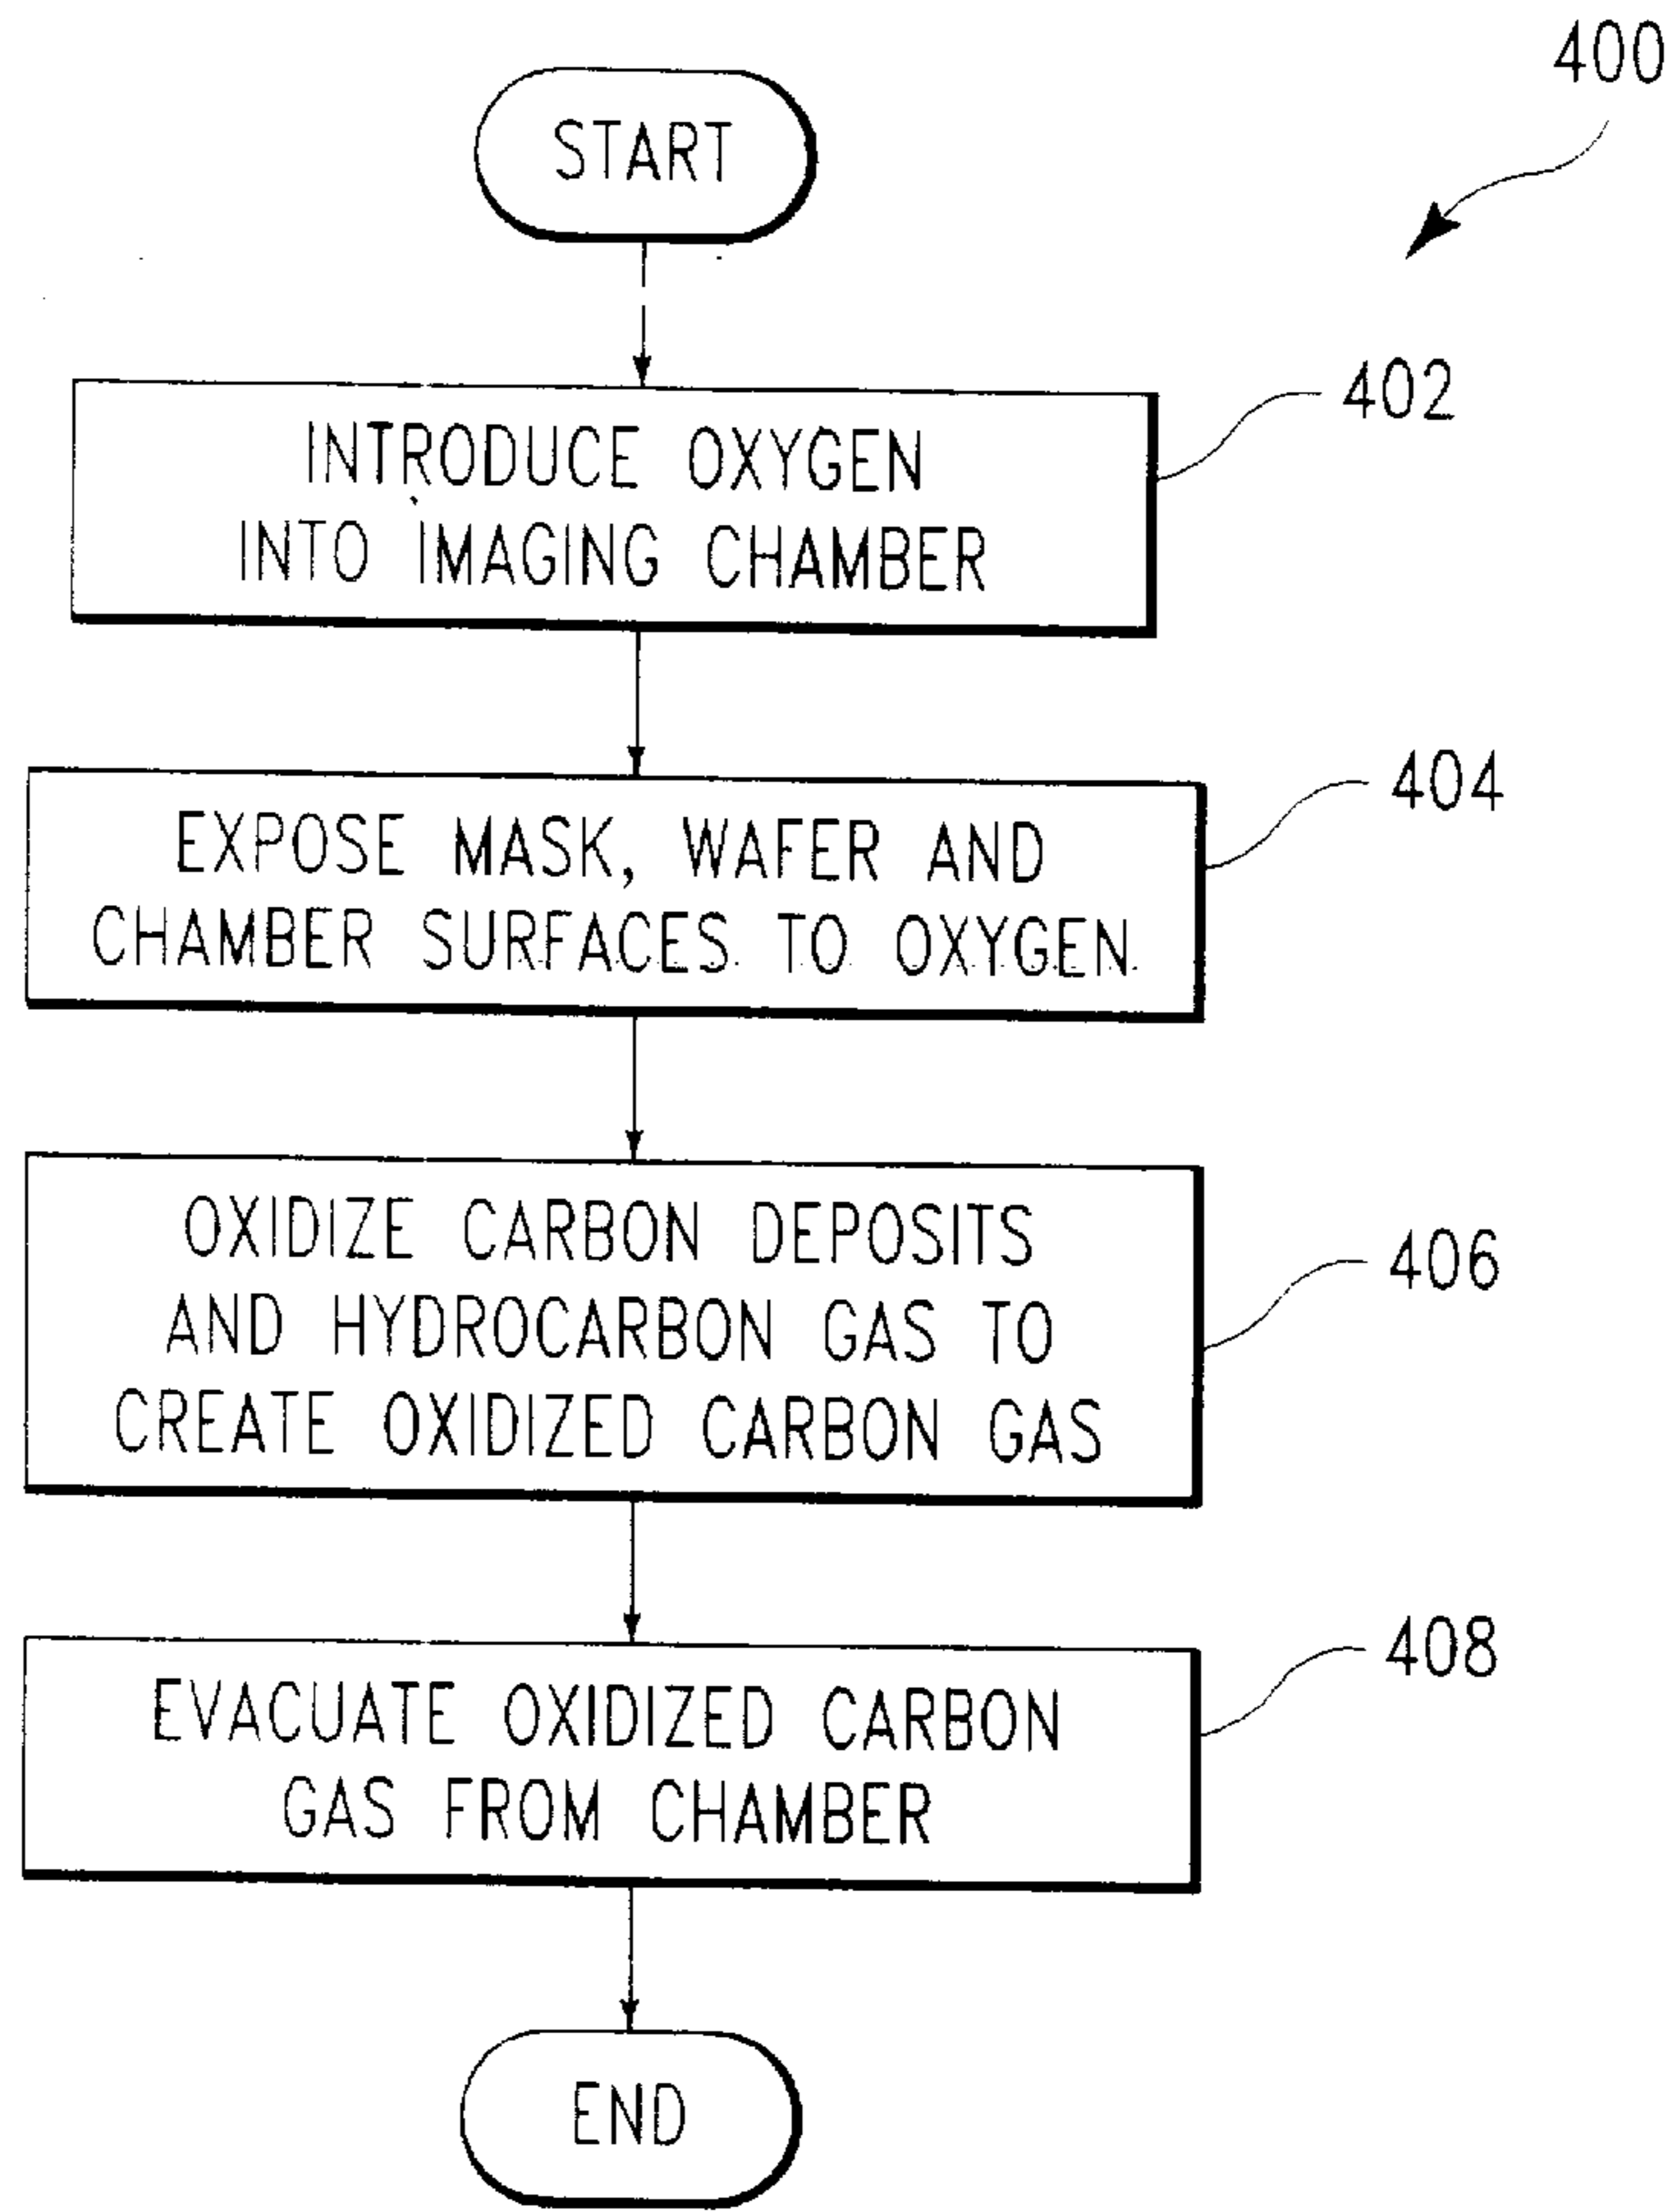 400
START
402
INTRODUCE OXYGEN
INTO IMAGING CHAMBER
404
EXPOSE MASK, WAFER AND
CHAMBER SURFACES TO OXYGEN
406
OXIDIZE CARBON DEPOSITS
AND HYDROCARBON GAS TO
CREATE OXIDIZED CARBON GAS
408
EVACUATE OXIDIZED CARBON
GAS FROM CHAMBER
END